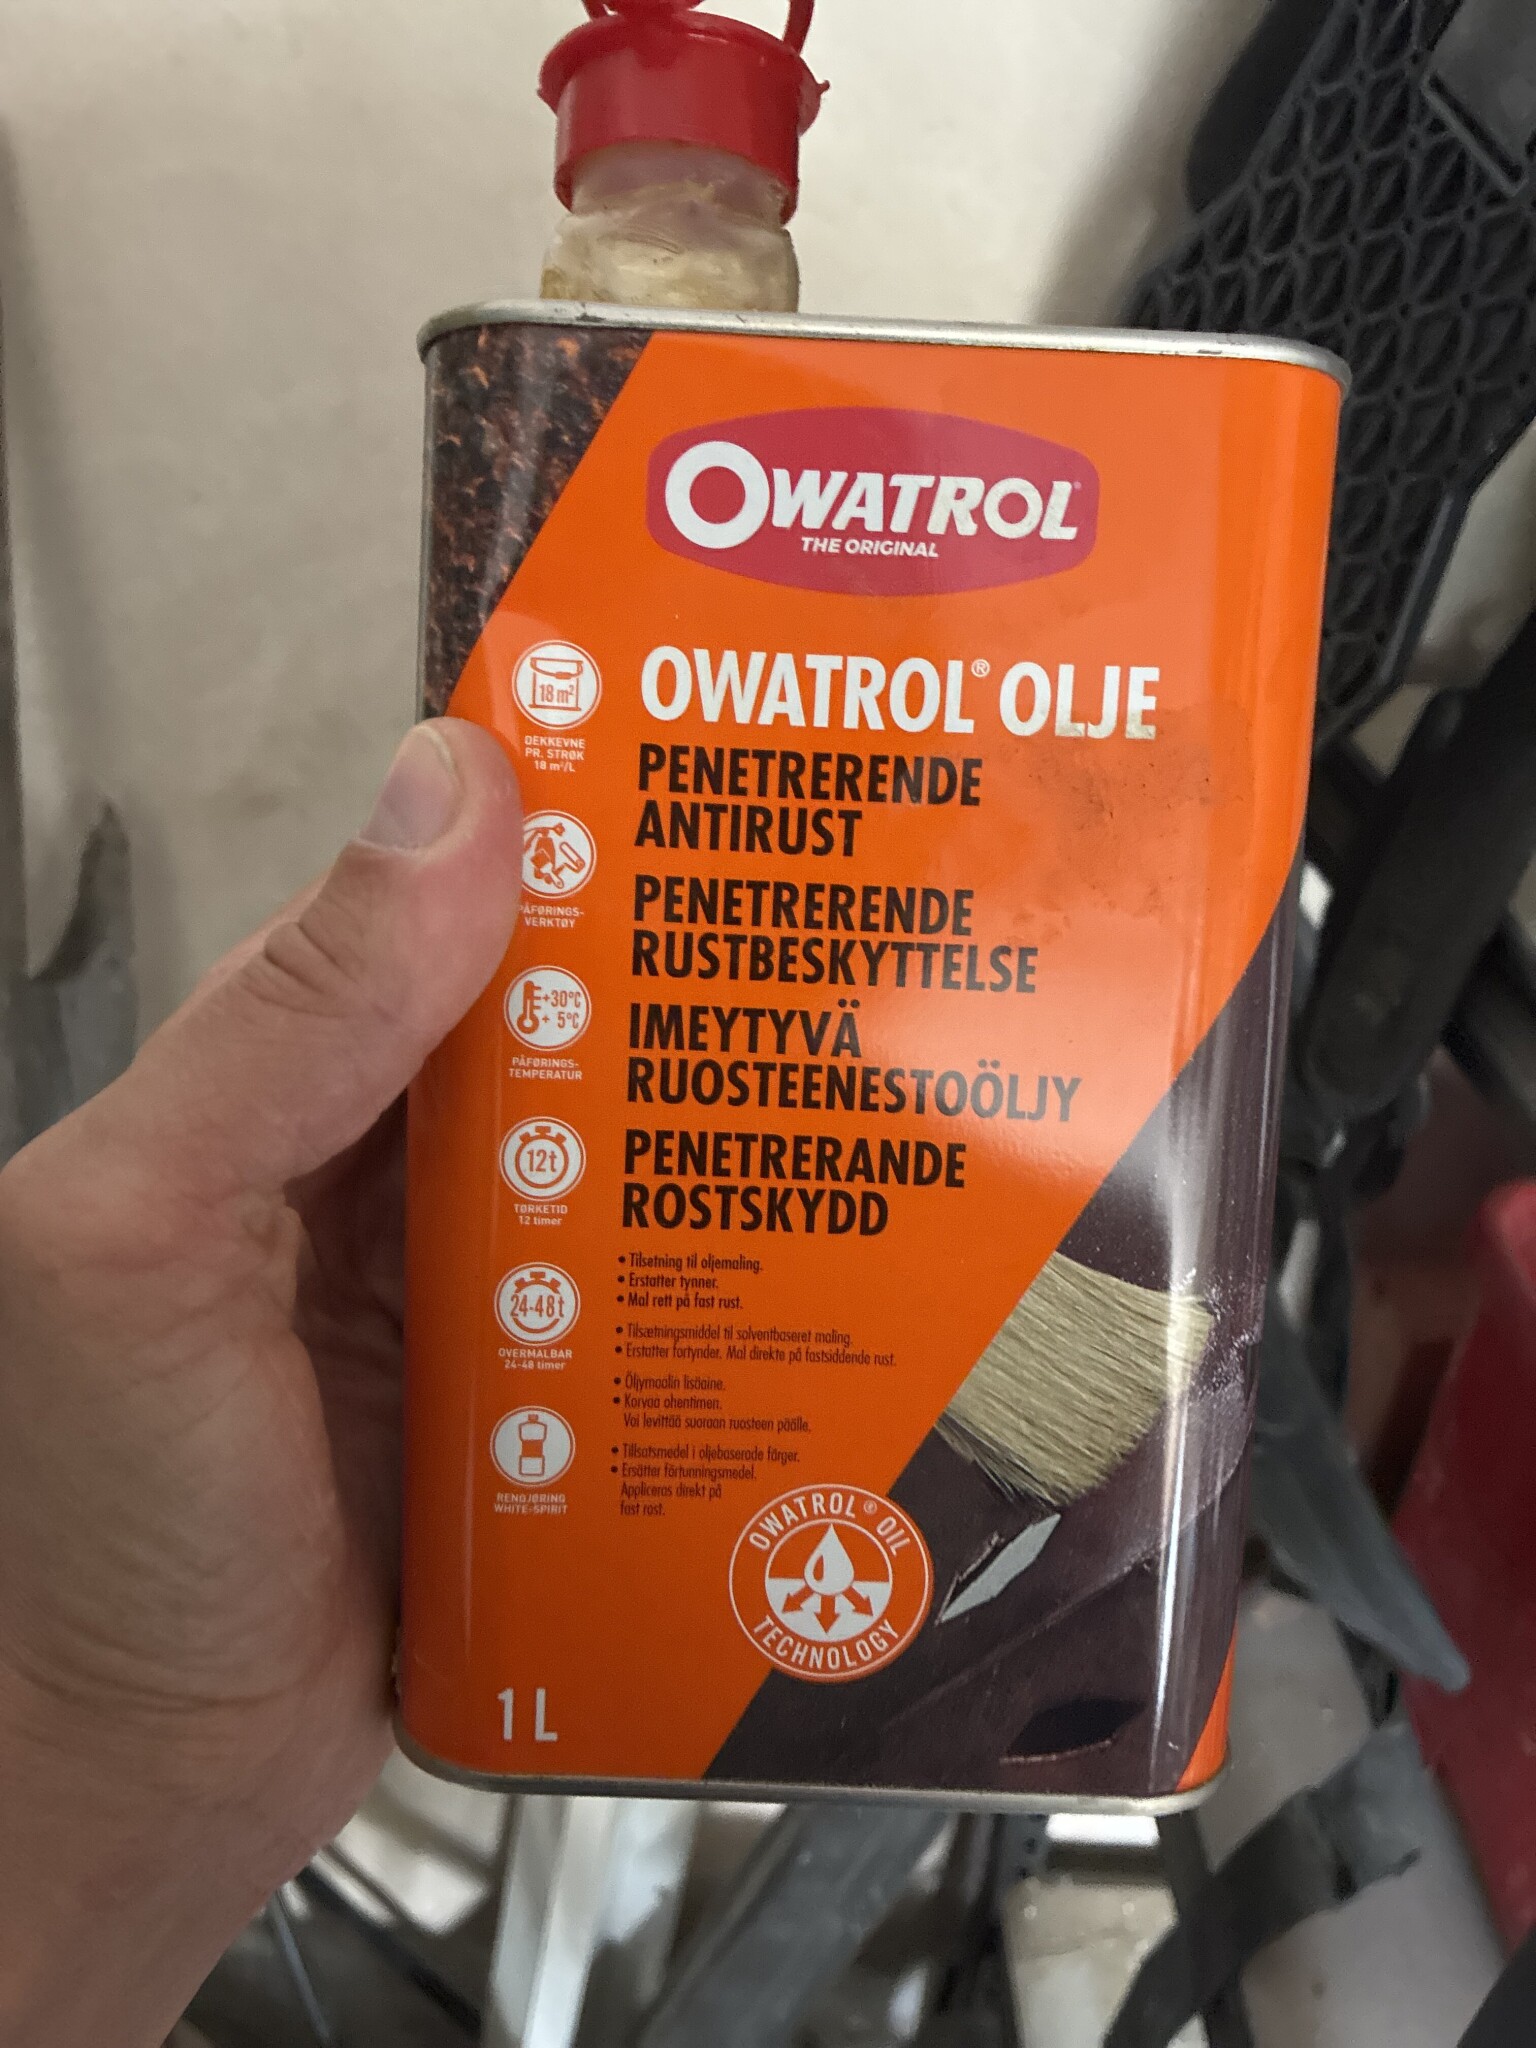 OWATROL®
THE ORIGINAL
OWATROL® OLJE
PENETRERENDE
ANTIRUST
PENETRERENDE
RUSTBESKYTTELSE
IMEYTYVÄ
RUOSTEENESTOÖLJY
PENETRERANDE
ROSTSKYDD
• Tilsetning til oljemaling.
• Erstatter tynner.
• Mal rett på fast rust.
• Tilsætningsmiddel til solventbaseret maling.
• Erstatter fortynder. Mal direkte på fastsiddende rust.
• Öljymaalin lisäaine.
• Korvaa ohentimen.
Voi levittää suoraan ruosteen päälle.
• Tillsatsmedel i oljebaserade färger.
• Ersätter förtunningsmedel.
Appliceras direkt på
fast rost.
18 m²
DEKKEVNE
PR. STRØK
18 m²/L
PÅFØRINGS-
VERKTØY
+30°C
+ 5°C
PÅFØRINGS-
TEMPERATUR
12t
TØRKETID
12 timer
24-48t
OVERMALBAR
24-48 timer
RENGJØRING
WHITE-SPIRIT
OWATROL® OIL
TECHNOLOGY
1 L